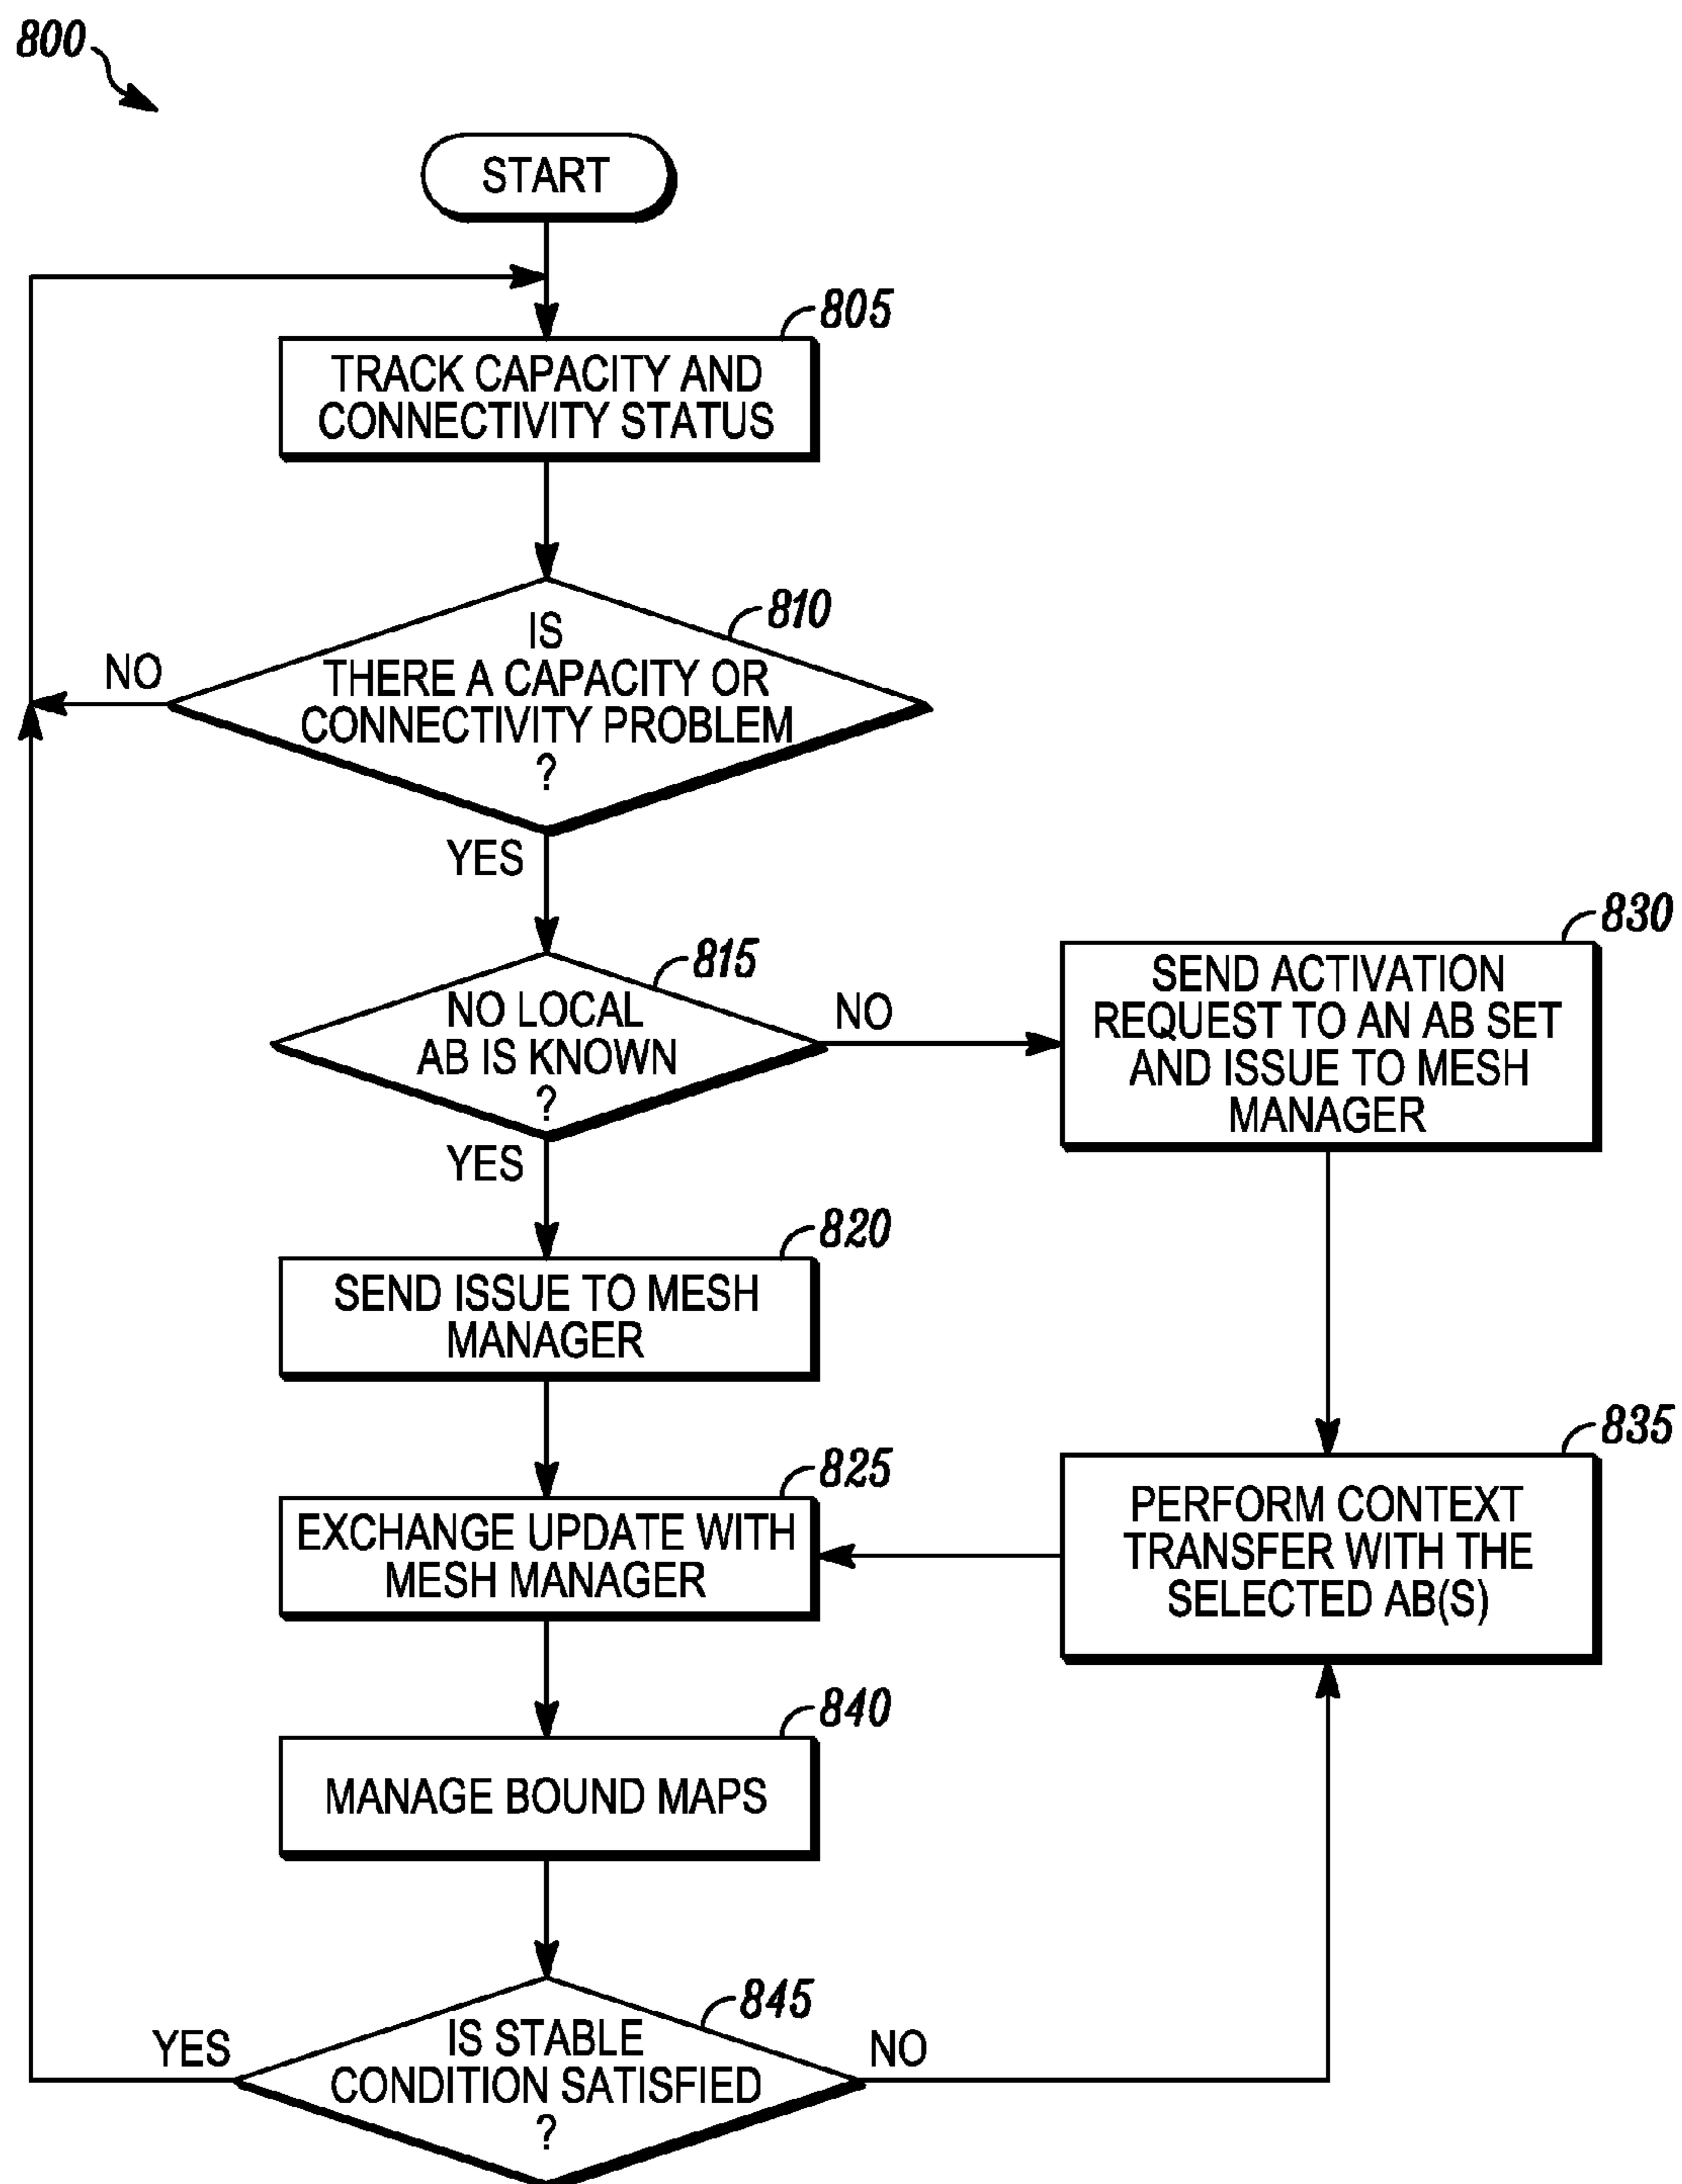 800
START
805
TRACK CAPACITY AND
CONNECTIVITY STATUS
810
IS
THERE A CAPACITY OR
CONNECTIVITY PROBLEM
?
NO
YES
815
NO LOCAL
AB IS KNOWN
?
NO
YES
830
SEND ACTIVATION
REQUEST TO AN AB SET
AND ISSUE TO MESH
MANAGER
820
SEND ISSUE TO MESH
MANAGER
825
EXCHANGE UPDATE WITH
MESH MANAGER
835
PERFORM CONTEXT
TRANSFER WITH THE
SELECTED AB(S)
840
MANAGE BOUND MAPS
845
IS STABLE
CONDITION SATISFIED
?
YES
NO